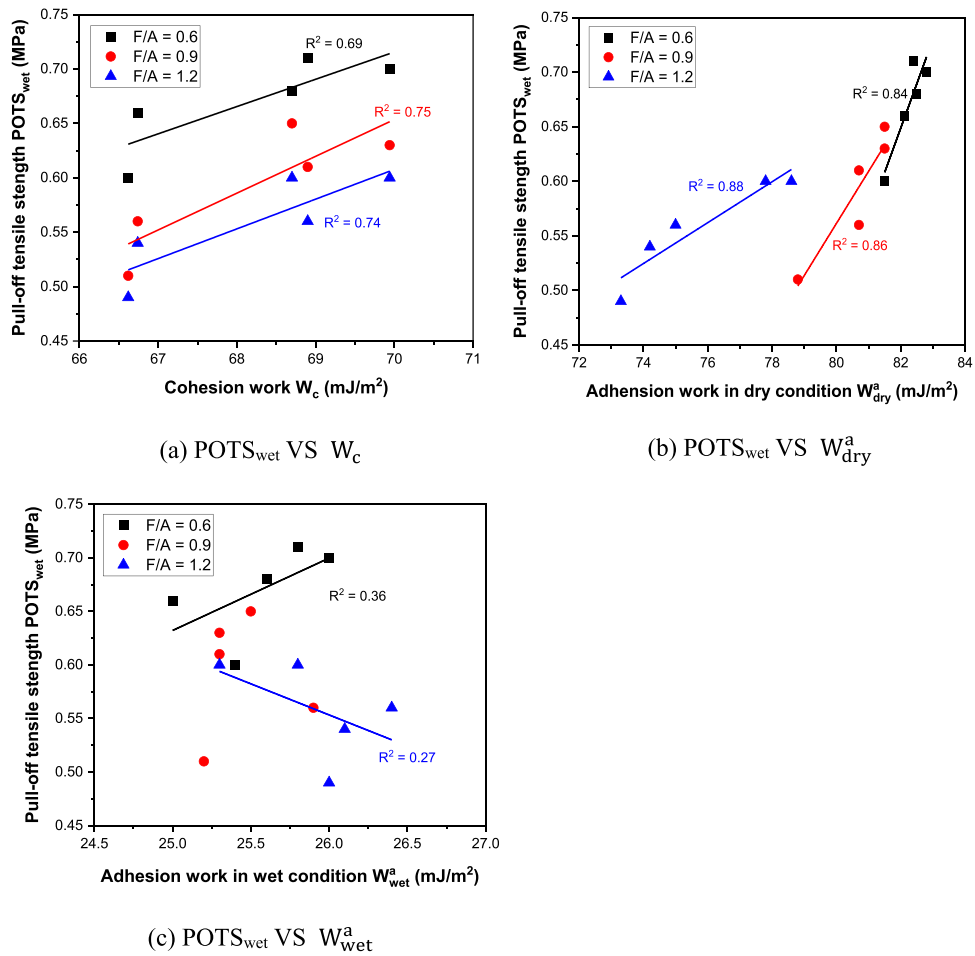 Pull-off tensile stength POTSwet (MPa)
0.75
0.70
0.65
0.60
0.55
0.50
0.45
F/A = 0.6
F/A = 0.9
F/A = 1.2
R² = 0.69
R² = 0.75
R² = 0.74
66 67 68 69 70 71
Cohesion work Wc (mJ/m²)
(a) POTSwet VS Wc
Pull-off tensile stength POTSwet (MPa)
0.75
0.70
0.65
0.60
0.55
0.50
0.45
F/A = 0.6
F/A = 0.9
F/A = 1.2
R² = 0.84
R² = 0.88
R² = 0.86
72 74 76 78 80 82 84
Adhension work in dry condition Wᵃdry (mJ/m²)
(b) POTSwet VS Wᵃdry
Pull-off tensile stength POTSwet (MPa)
0.75
0.70
0.65
0.60
0.55
0.50
0.45
F/A = 0.6
F/A = 0.9
F/A = 1.2
R² = 0.36
R² = 0.27
24.5 25.0 25.5 26.0 26.5 27.0
Adhesion work in wet condition Wᵃwet (mJ/m²)
(c) POTSwet VS Wᵃwet